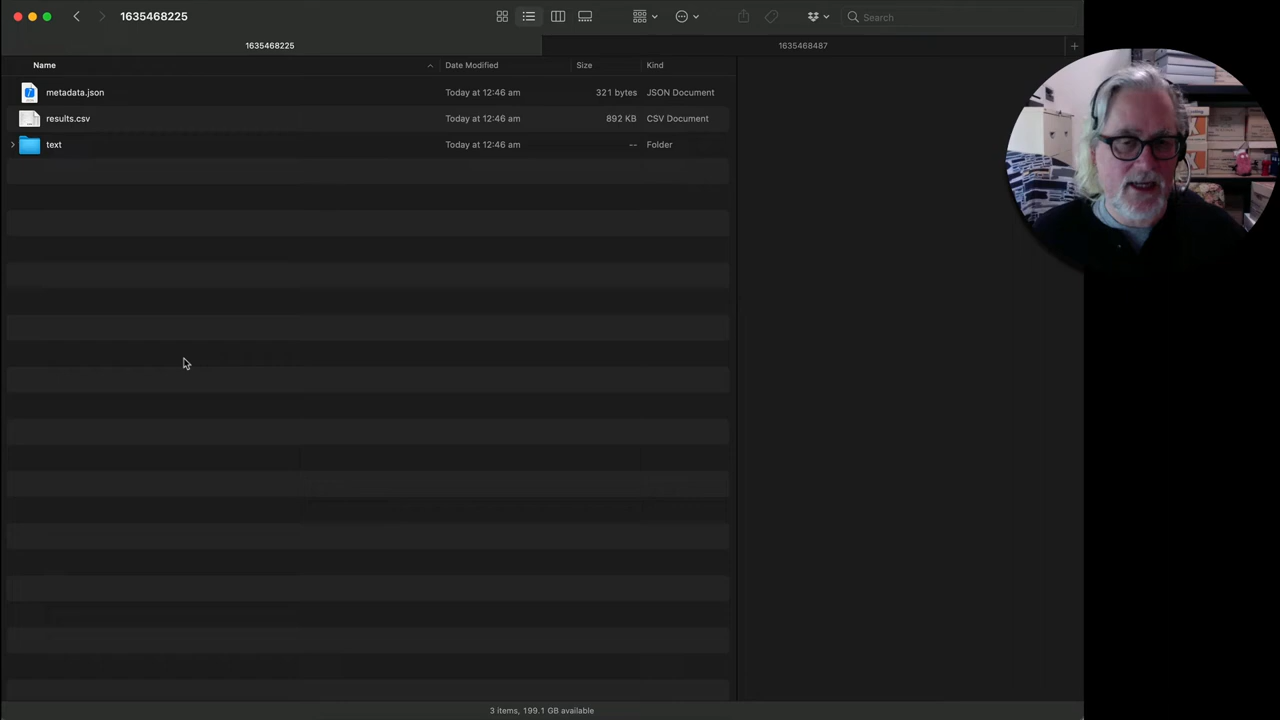 1635468225
Search
1635468225
1635468487
Name
Date Modified
Size
Kind
metadata.json
Today at 12:46 am
321 bytes
JSON Document
results.csv
Today at 12:46 am
892 KB
CSV Document
text
Today at 12:46 am
--
Folder
3 items, 199.1 GB available